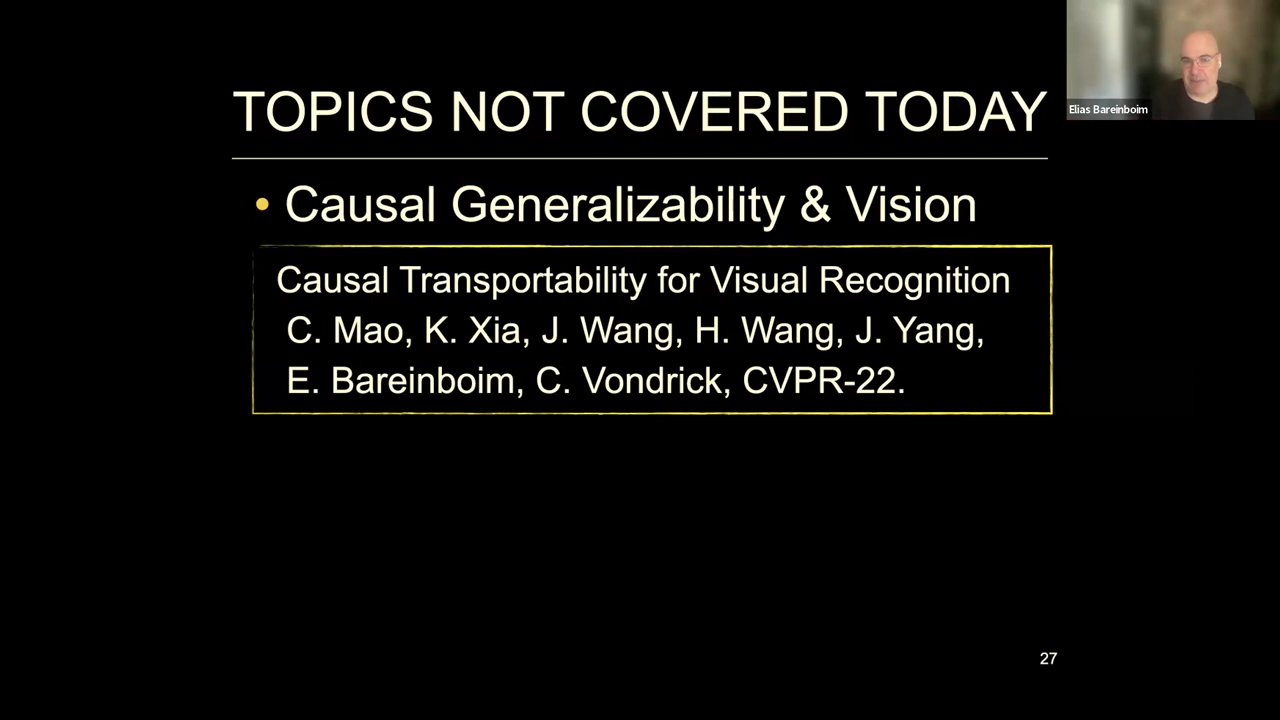 TOPICS NOT COVERED TODAY
Elias Bareinboim
• Causal Generalizability & Vision
Causal Transportability for Visual Recognition
C. Mao, K. Xia, J. Wang, H. Wang, J. Yang,
E. Bareinboim, C. Vondrick, CVPR-22.
27